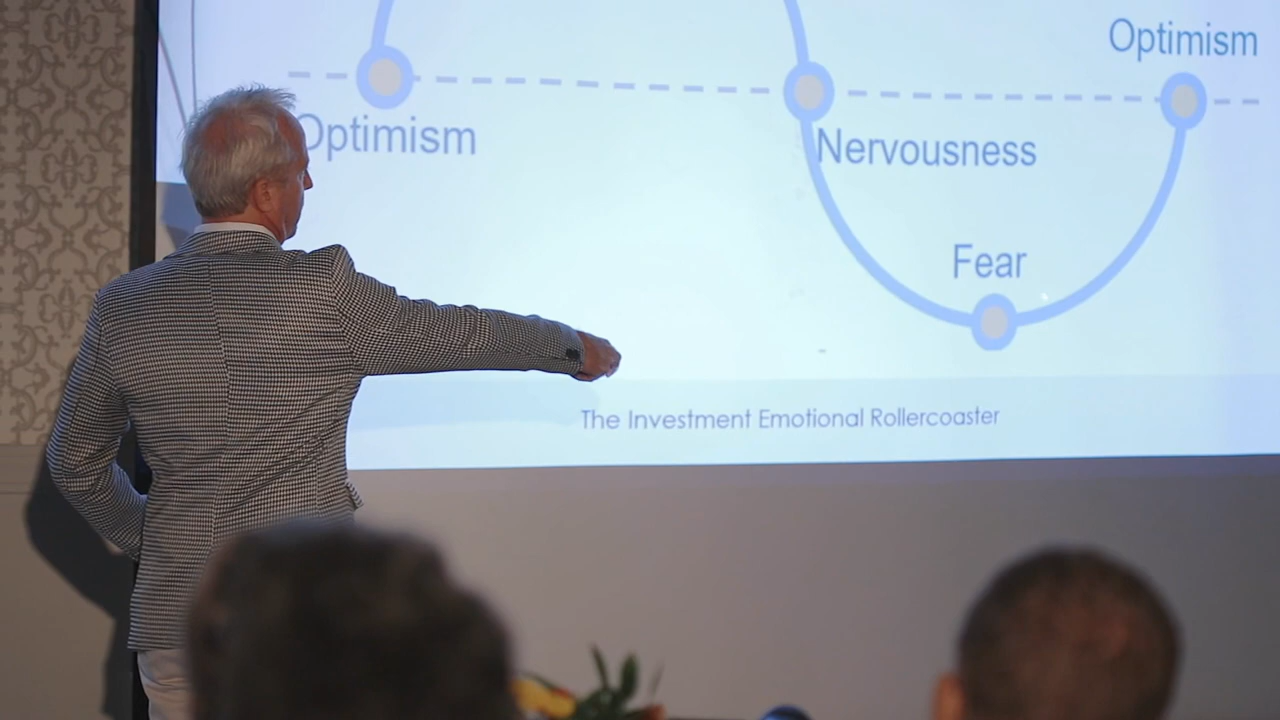 Optimism
Optimism
Nervousness
Fear
The Investment Emotional Rollercoaster